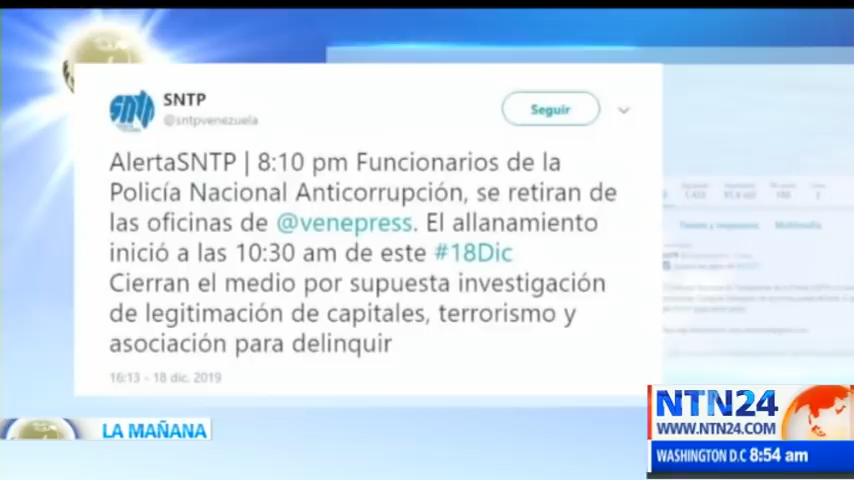 SNTP
@sntpvenezuela
Seguir
AlertaSNTP | 8:10 pm Funcionarios de la
Policía Nacional Anticorrupción, se retiran de
las oficinas de @venepress. El allanamiento
inició a las 10:30 am de este #18Dic
Cierran el medio por supuesta investigación
de legitimación de capitales, terrorismo y
asociación para delinquir
16:13 - 18 dic. 2019
LA MAÑANA
NTN24
WWW.NTN24.COM
WASHINGTON D.C 8:54 am